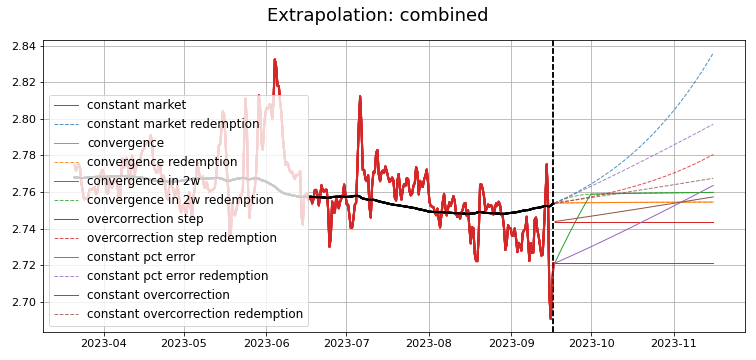 Extrapolation: combined
2.84
2.82
2.80
2.78
2.76
2.74
2.72
2.70
constant market
constant market redemption
convergence
convergence redemption
convergence in 2w
convergence in 2w redemption
overcorrection step
overcorrection step redemption
constant pct error
constant pct error redemption
constant overcorrection
constant overcorrection redemption
2023-04 2023-05 2023-06 2023-07 2023-08 2023-09 2023-10 2023-11